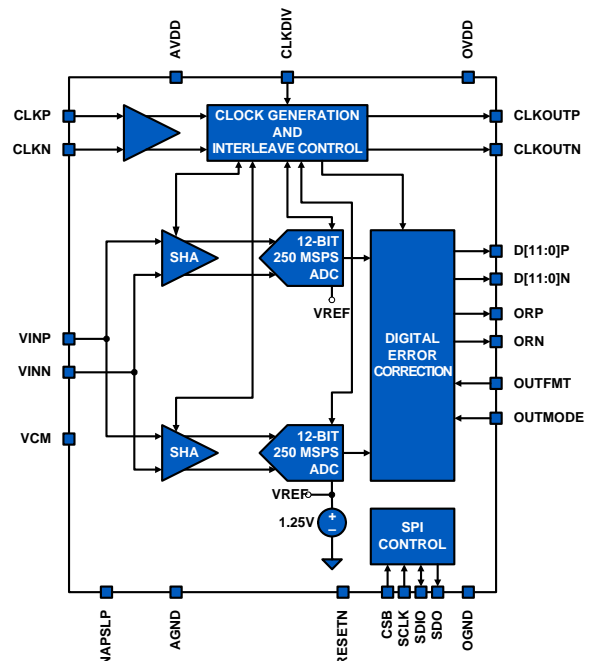 AVDD
CLKDIV
OVDD
CLKP
CLKN
CLOCK GENERATION
AND
INTERLEAVE CONTROL
CLKOUTP
CLKOUTN
SHA
12-BIT
250 MSPS
ADC
VREF
D[11:0]P
D[11:0]N
ORP
ORN
OUTFMT
OUTMODE
DIGITAL
ERROR
CORRECTION
VINP
VINN
VCM
SHA
12-BIT
250 MSPS
ADC
VREF
1.25V
+
–
SPI
CONTROL
NAPSLP
AGND
RESETN
CSB
SCLK
SDIO
SDO
OGND